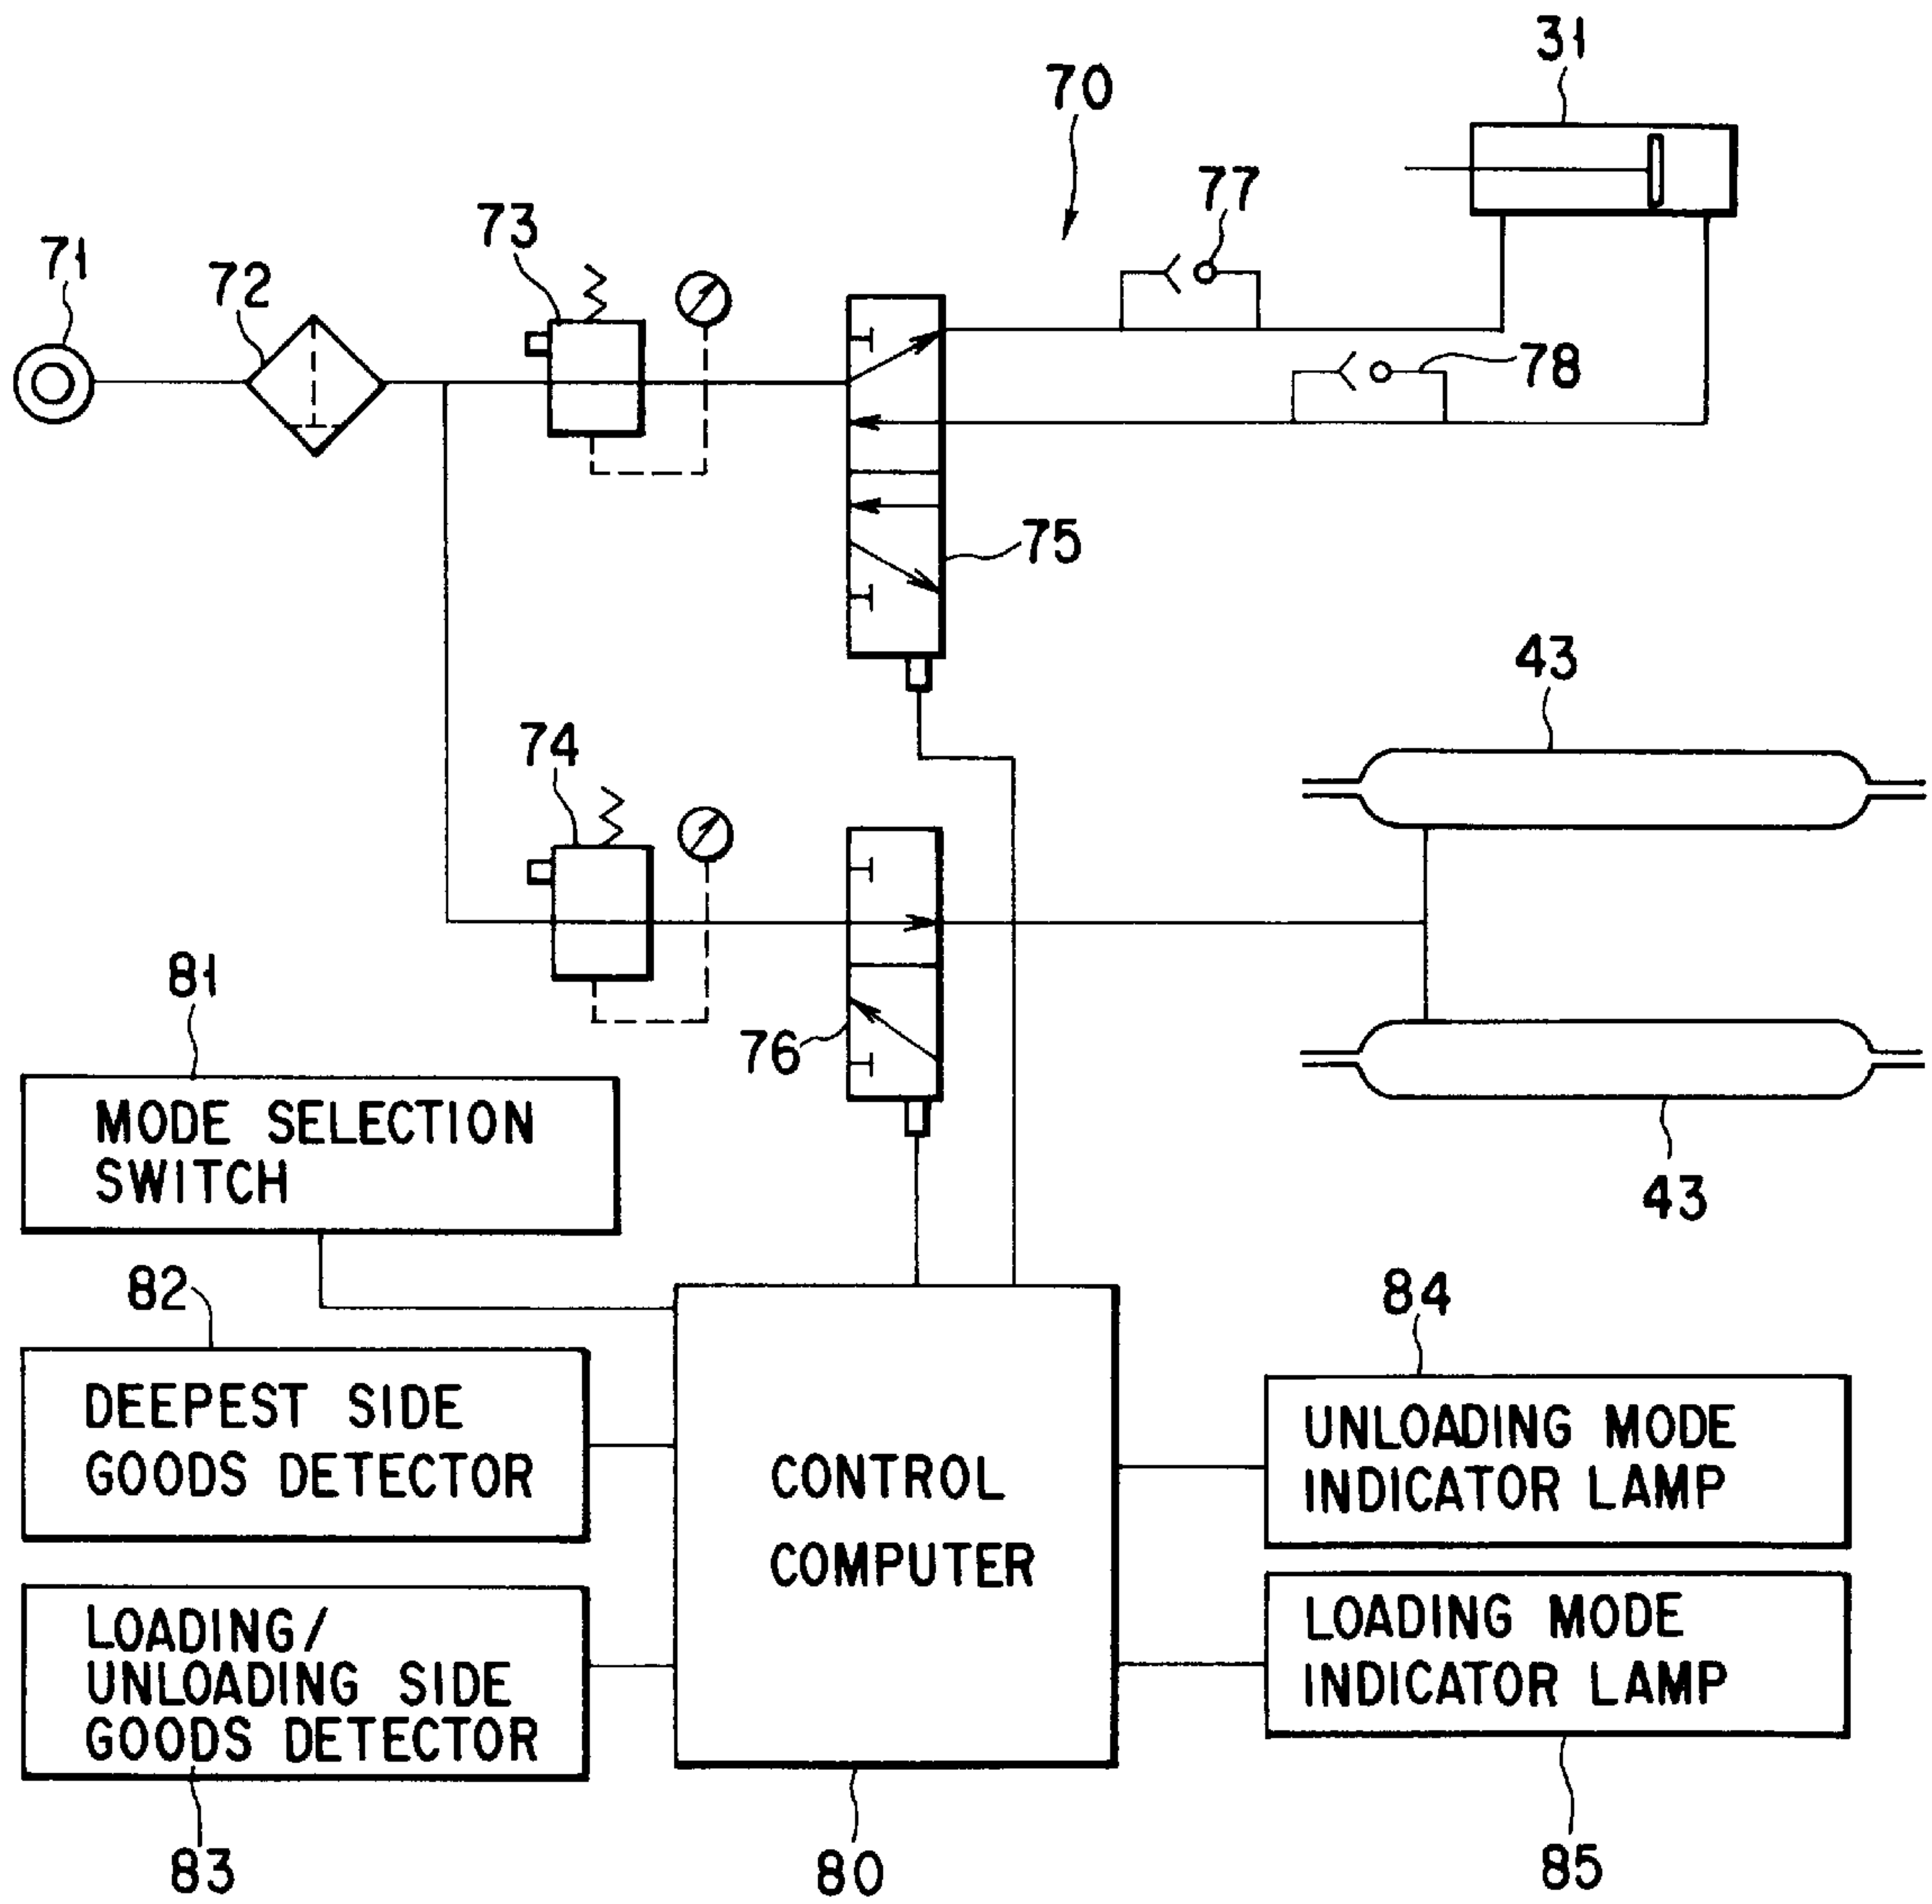 31
70
77
73
71
72
78
75
43
74
81
76
MODE SELECTION
SWITCH
43
82
84
DEEPEST SIDE
GOODS DETECTOR
UNLOADING MODE
INDICATOR LAMP
CONTROL
COMPUTER
LOADING/
UNLOADING SIDE
GOODS DETECTOR
LOADING MODE
INDICATOR LAMP
83
80
85